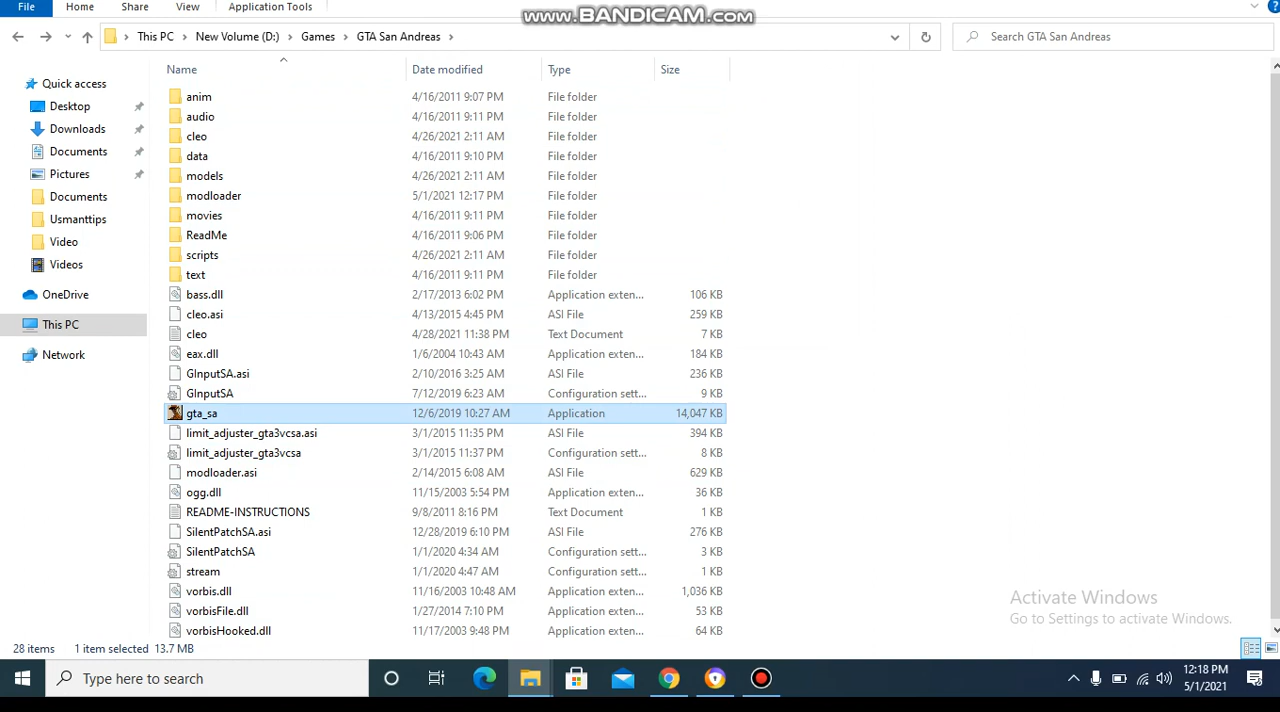 File Home Share View Application Tools
www.BANDICAM.com
This PC New Volume (D:) Games GTA San Andreas
Search GTA San Andreas
Quick access
Desktop
Downloads
Documents
Pictures
Documents
Usmanttips
Video
Videos
OneDrive
This PC
Network
Name Date modified Type Size
anim 4/16/2011 9:07 PM File folder
audio 4/16/2011 9:11 PM File folder
cleo 4/26/2021 2:11 AM File folder
data 4/16/2011 9:10 PM File folder
models 4/26/2021 2:11 AM File folder
modloader 5/1/2021 12:17 PM File folder
movies 4/16/2011 9:11 PM File folder
ReadMe 4/16/2011 9:06 PM File folder
scripts 4/26/2021 2:11 AM File folder
text 4/16/2011 9:11 PM File folder
bass.dll 2/17/2013 6:02 PM Application exten... 106 KB
cleo.asi 4/13/2015 4:45 PM ASI File 259 KB
cleo 4/28/2021 11:38 PM Text Document 7 KB
eax.dll 1/6/2004 10:43 AM Application exten... 184 KB
GInputSA.asi 2/10/2016 3:25 AM ASI File 236 KB
GInputSA 7/12/2019 6:23 AM Configuration sett... 9 KB
gta_sa 12/6/2019 10:27 AM Application 14,047 KB
limit_adjuster_gta3vcsa.asi 3/1/2015 11:35 PM ASI File 394 KB
limit_adjuster_gta3vcsa 3/1/2015 11:37 PM Configuration sett... 8 KB
modloader.asi 2/14/2015 6:08 AM ASI File 629 KB
ogg.dll 11/15/2003 5:54 PM Application exten... 36 KB
README-INSTRUCTIONS 9/8/2011 8:16 PM Text Document 1 KB
SilentPatchSA.asi 12/28/2019 6:10 PM ASI File 276 KB
SilentPatchSA 1/1/2020 4:34 AM Configuration sett... 3 KB
stream 1/1/2020 4:47 AM Configuration sett... 1 KB
vorbis.dll 11/16/2003 10:48 AM Application exten... 1,036 KB
vorbisFile.dll 1/27/2014 7:10 PM Application exten... 53 KB
vorbisHooked.dll 11/17/2003 9:48 PM Application exten... 64 KB
Activate Windows
Go to Settings to activate Windows.
28 items 1 item selected 13.7 MB
Type here to search
12:18 PM
5/1/2021